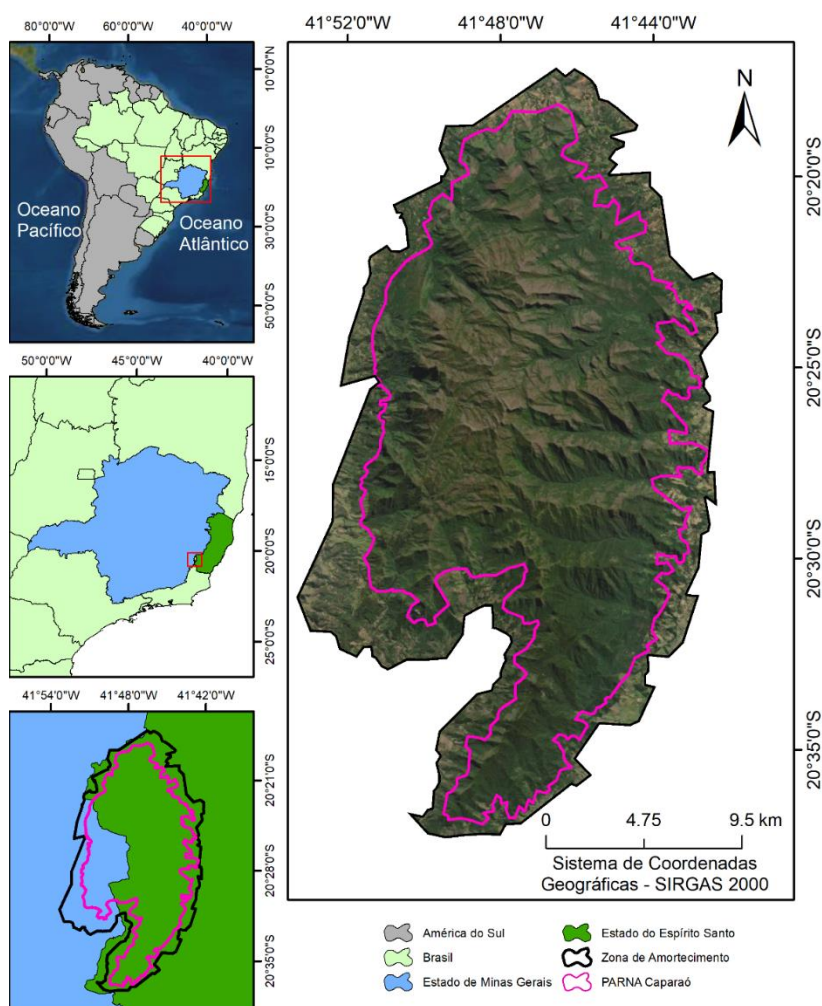 80°0'0"W 60°0'0"W 40°0'0"W
10°0'0"N
10°0'0"S
30°0'0"S
50°0'0"S
Oceano
Pacífico
Oceano
Atlântico
50°0'0"W 45°0'0"W 40°0'0"W
15°0'0"S
20°0'0"S
25°0'0"S
41°54'0"W 41°48'0"W 41°42'0"W
20°21'0"S
20°28'0"S
20°35'0"S
41°52'0"W 41°48'0"W 41°44'0"W
N
20°20'0"S
20°25'0"S
20°30'0"S
20°35'0"S
0 4.75 9.5 km
Sistema de Coordenadas
Geográficas - SIRGAS 2000
América do Sul
Brasil
Estado de Minas Gerais
Estado do Espírito Santo
Zona de Amortecimento
PARNA Caparaó